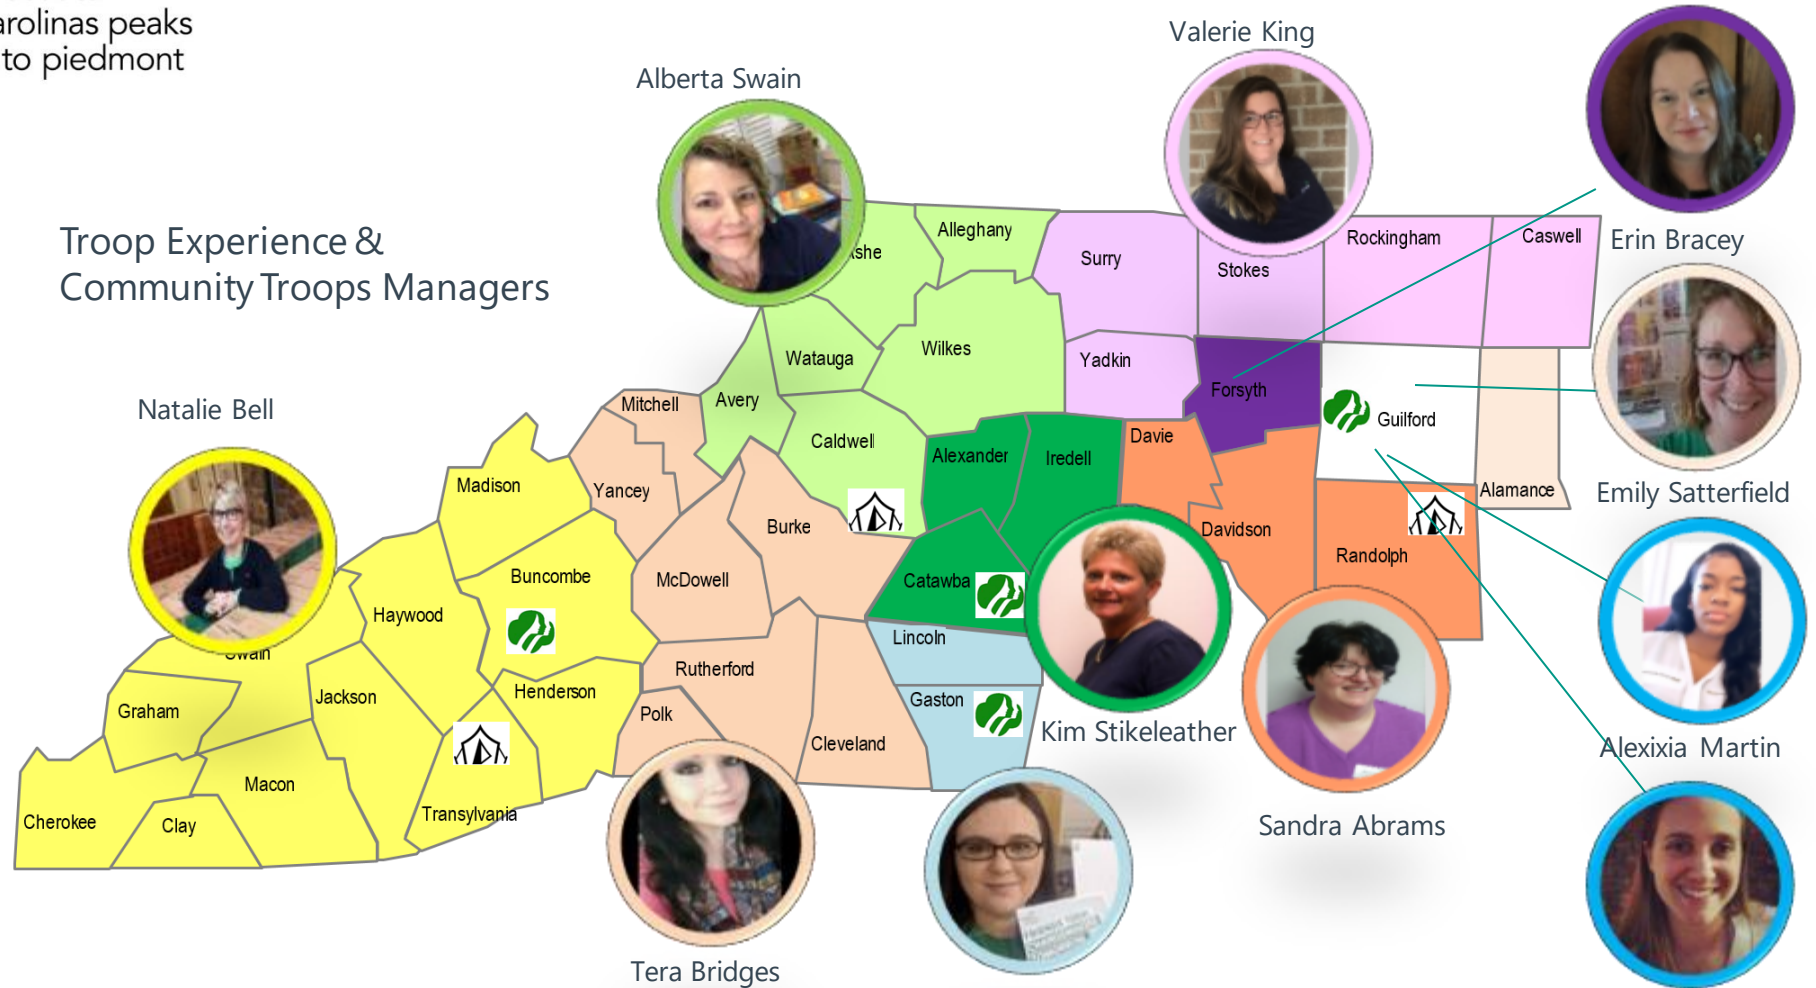 arolinas peaks
to piedmont
Valerie King
Alberta Swain
Troop Experience &
Community Troops Managers
Erin Bracey
Natalie Bell
Emily Satterfield
Alleghany
Surry
Stokes
Rockingham
Caswell
Watauga
Wilkes
Yadkin
Forsyth
Guilford
Mitchell
Avery
Caldwell
Alexander
Iredell
Davie
Madison
Yancey
Burke
Davidson
Randolph
Alamance
Buncombe
McDowell
Catawba
Haywood
Swain
Lincoln
Graham
Jackson
Henderson
Rutherford
Polk
Gaston
Cleveland
Kim Stikeleather
Alexixia Martin
Cherokee
Clay
Macon
Transylvania
Sandra Abrams
Tera Bridges